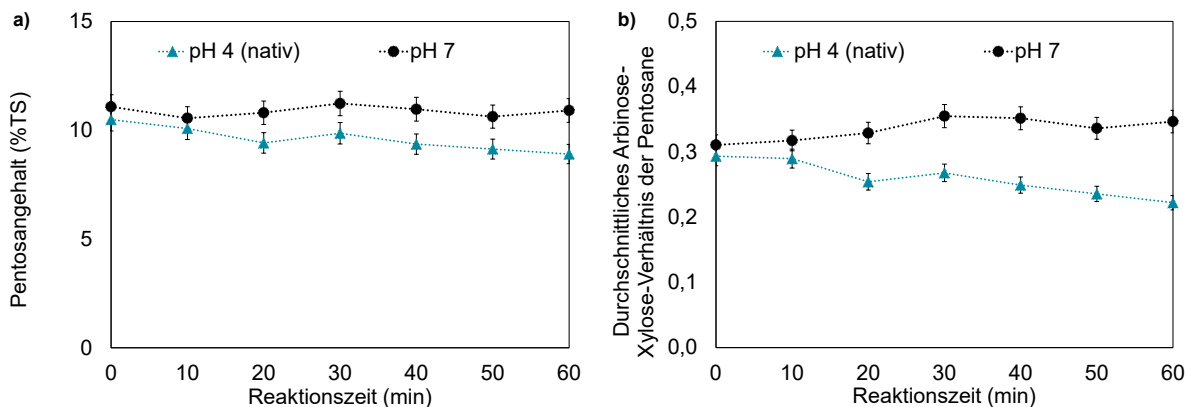 a)
Pentosangehalt (%TS)
15
10
5
0
pH 4 (nativ)
pH 7
0 10 20 30 40 50 60
Reaktionszeit (min)
b)
Durchschnittliches Arbinose-
Xylose-Verhältnis der Pentosane
0,5
0,4
0,3
0,2
0,1
0,0
pH 4 (nativ)
pH 7
0 10 20 30 40 50 60
Reaktionszeit (min)